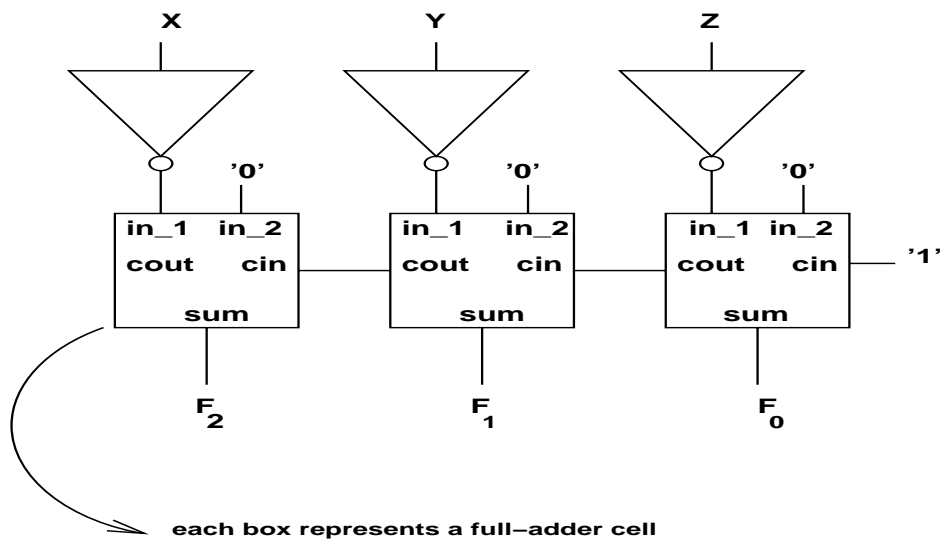 X Y Z
'0' '0' '0'
in_1 in_2 in_1 in_2 in_1 in_2
cout cin cout cin cout cin '1'
sum sum sum
F2 F1 F0
each box represents a full-adder cell